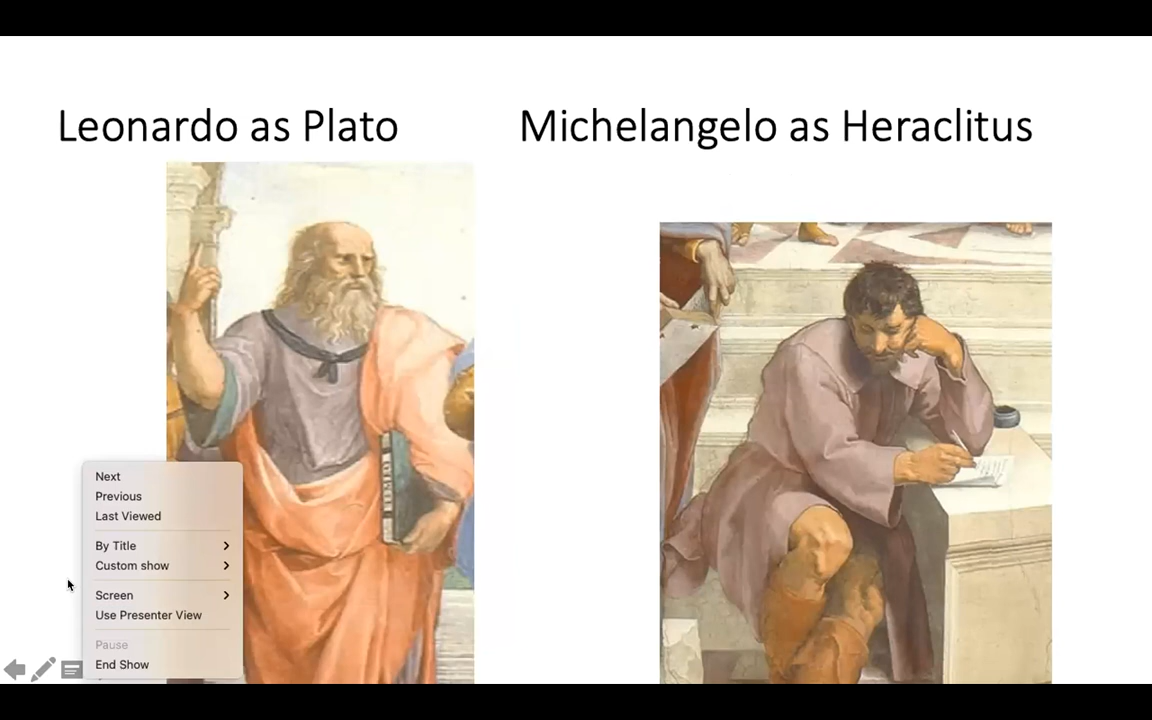 Leonardo as Plato
Michelangelo as Heraclitus
Next
Previous
Last Viewed
By Title
Custom show
Screen
Use Presenter View
Pause
End Show